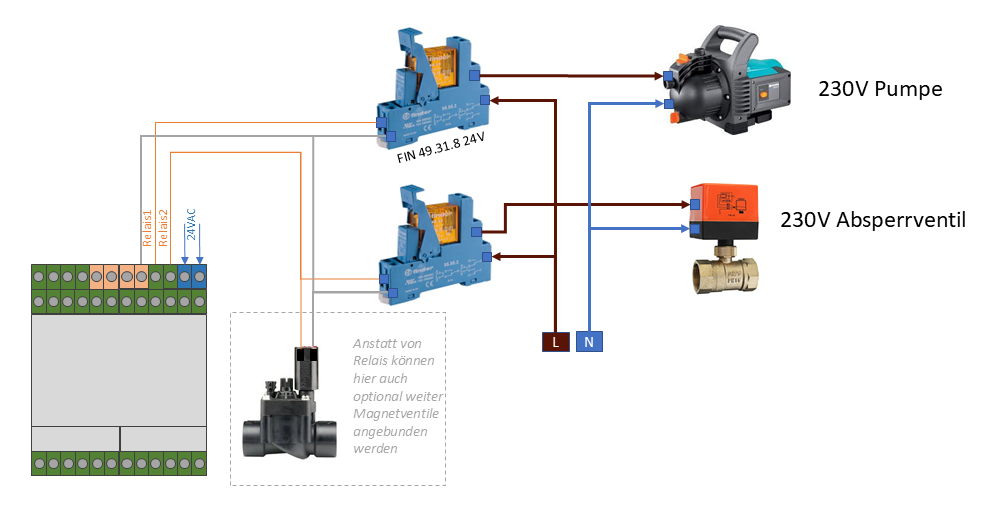 230V Pumpe
FIN 49.31.8 24V
Relais1
Relais2
24VAC
230V Absperrventil
L
N
Anstatt von
Relais können
hier auch
optional weiter
Magnetventile
angebunden
werden